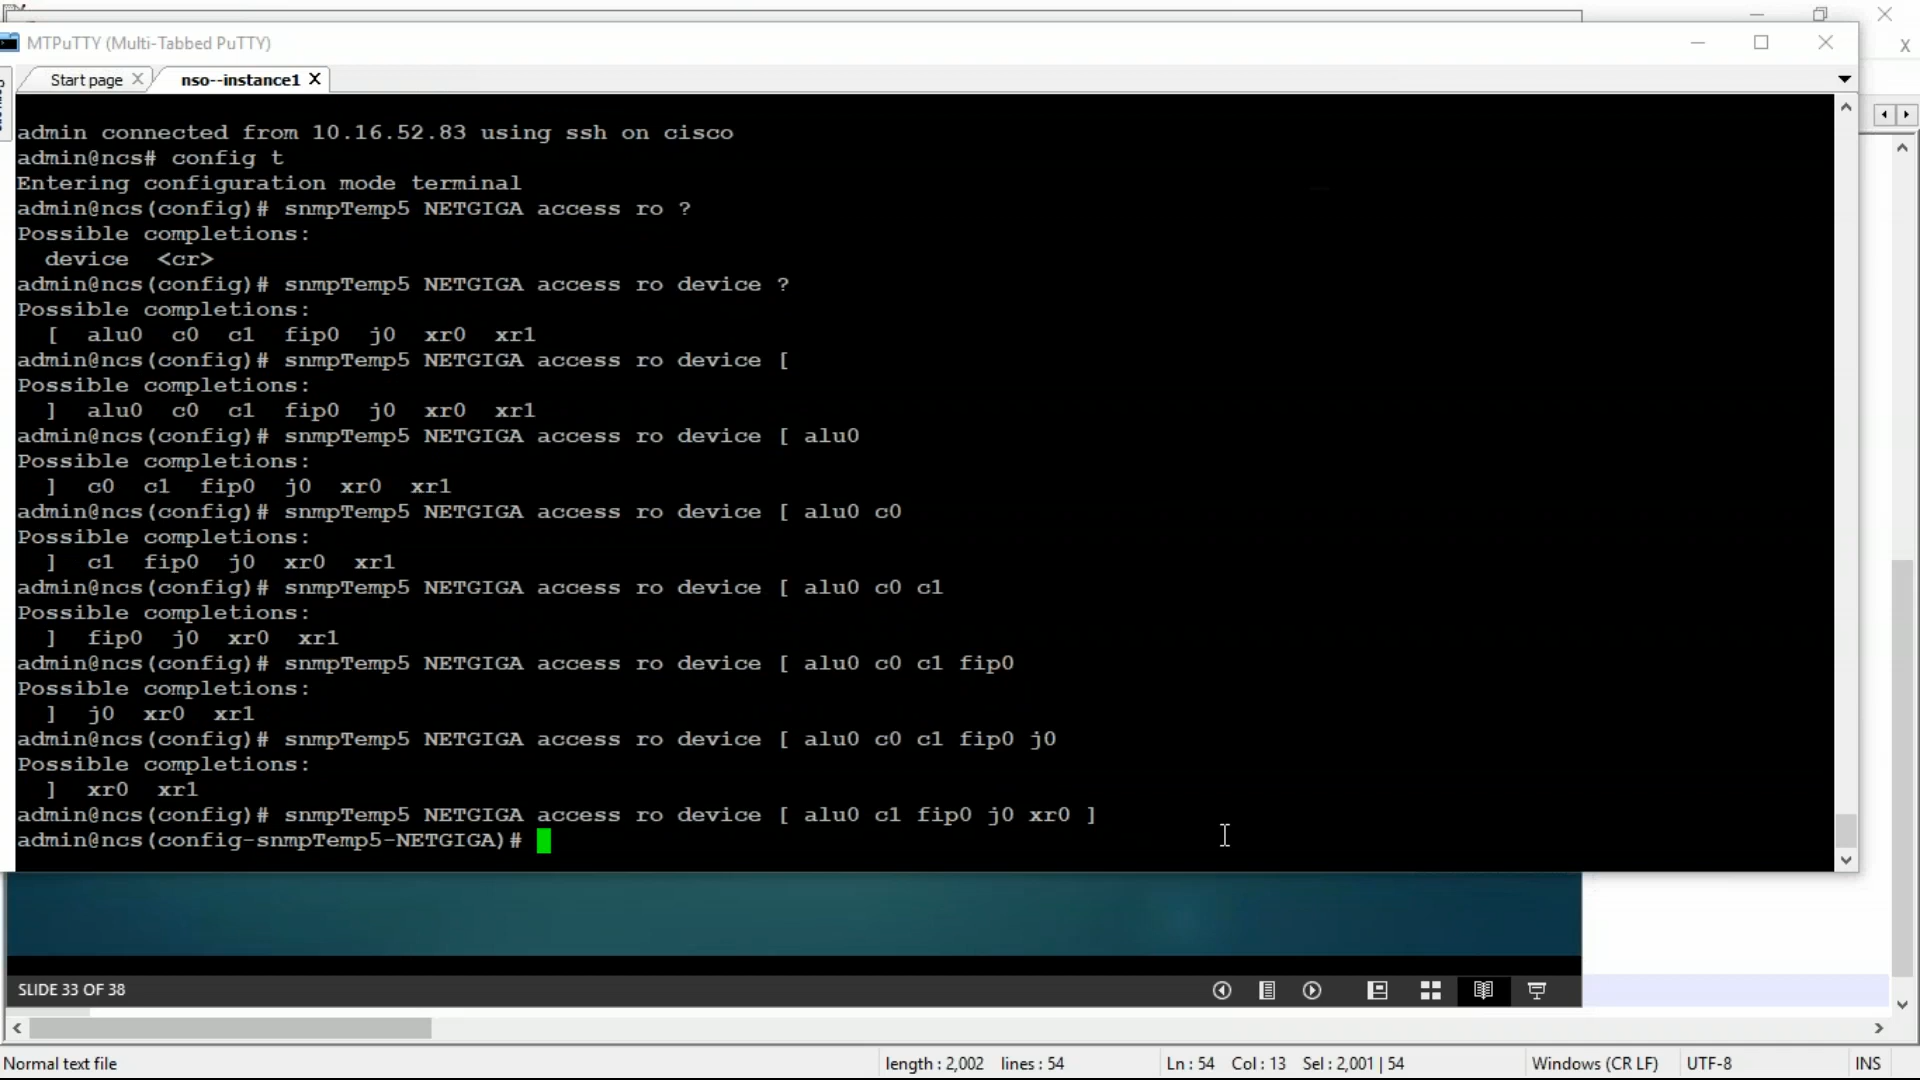 MTPuTTY (Multi-Tabbed PuTTY)
Start page
nso--instance1
admin connected from 10.16.52.83 using ssh on cisco
admin@ncs# config t
Entering configuration mode terminal
admin@ncs(config)# snmpTemp5 NETGIGA access ro ?
Possible completions:
device <cr>
admin@ncs(config)# snmpTemp5 NETGIGA access ro device ?
Possible completions:
[ alu0 c0 c1 fip0 j0 xr0 xr1
admin@ncs(config)# snmpTemp5 NETGIGA access ro device [
Possible completions:
] alu0 c0 c1 fip0 j0 xr0 xr1
admin@ncs(config)# snmpTemp5 NETGIGA access ro device [ alu0
Possible completions:
] c0 c1 fip0 j0 xr0 xr1
admin@ncs(config)# snmpTemp5 NETGIGA access ro device [ alu0 c0
Possible completions:
] c1 fip0 j0 xr0 xr1
admin@ncs(config)# snmpTemp5 NETGIGA access ro device [ alu0 c0 c1
Possible completions:
] fip0 j0 xr0 xr1
admin@ncs(config)# snmpTemp5 NETGIGA access ro device [ alu0 c0 c1 fip0
Possible completions:
] j0 xr0 xr1
admin@ncs(config)# snmpTemp5 NETGIGA access ro device [ alu0 c0 c1 fip0 j0
Possible completions:
] xr0 xr1
admin@ncs(config)# snmpTemp5 NETGIGA access ro device [ alu0 c1 fip0 j0 xr0 ]
admin@ncs(config-snmpTemp5-NETGIGA)#
SLIDE 33 OF 38
Normal text file length : 2,002 lines : 54 Ln : 54 Col : 13 Sel : 2,001 | 54 Windows (CR LF) UTF-8 INS